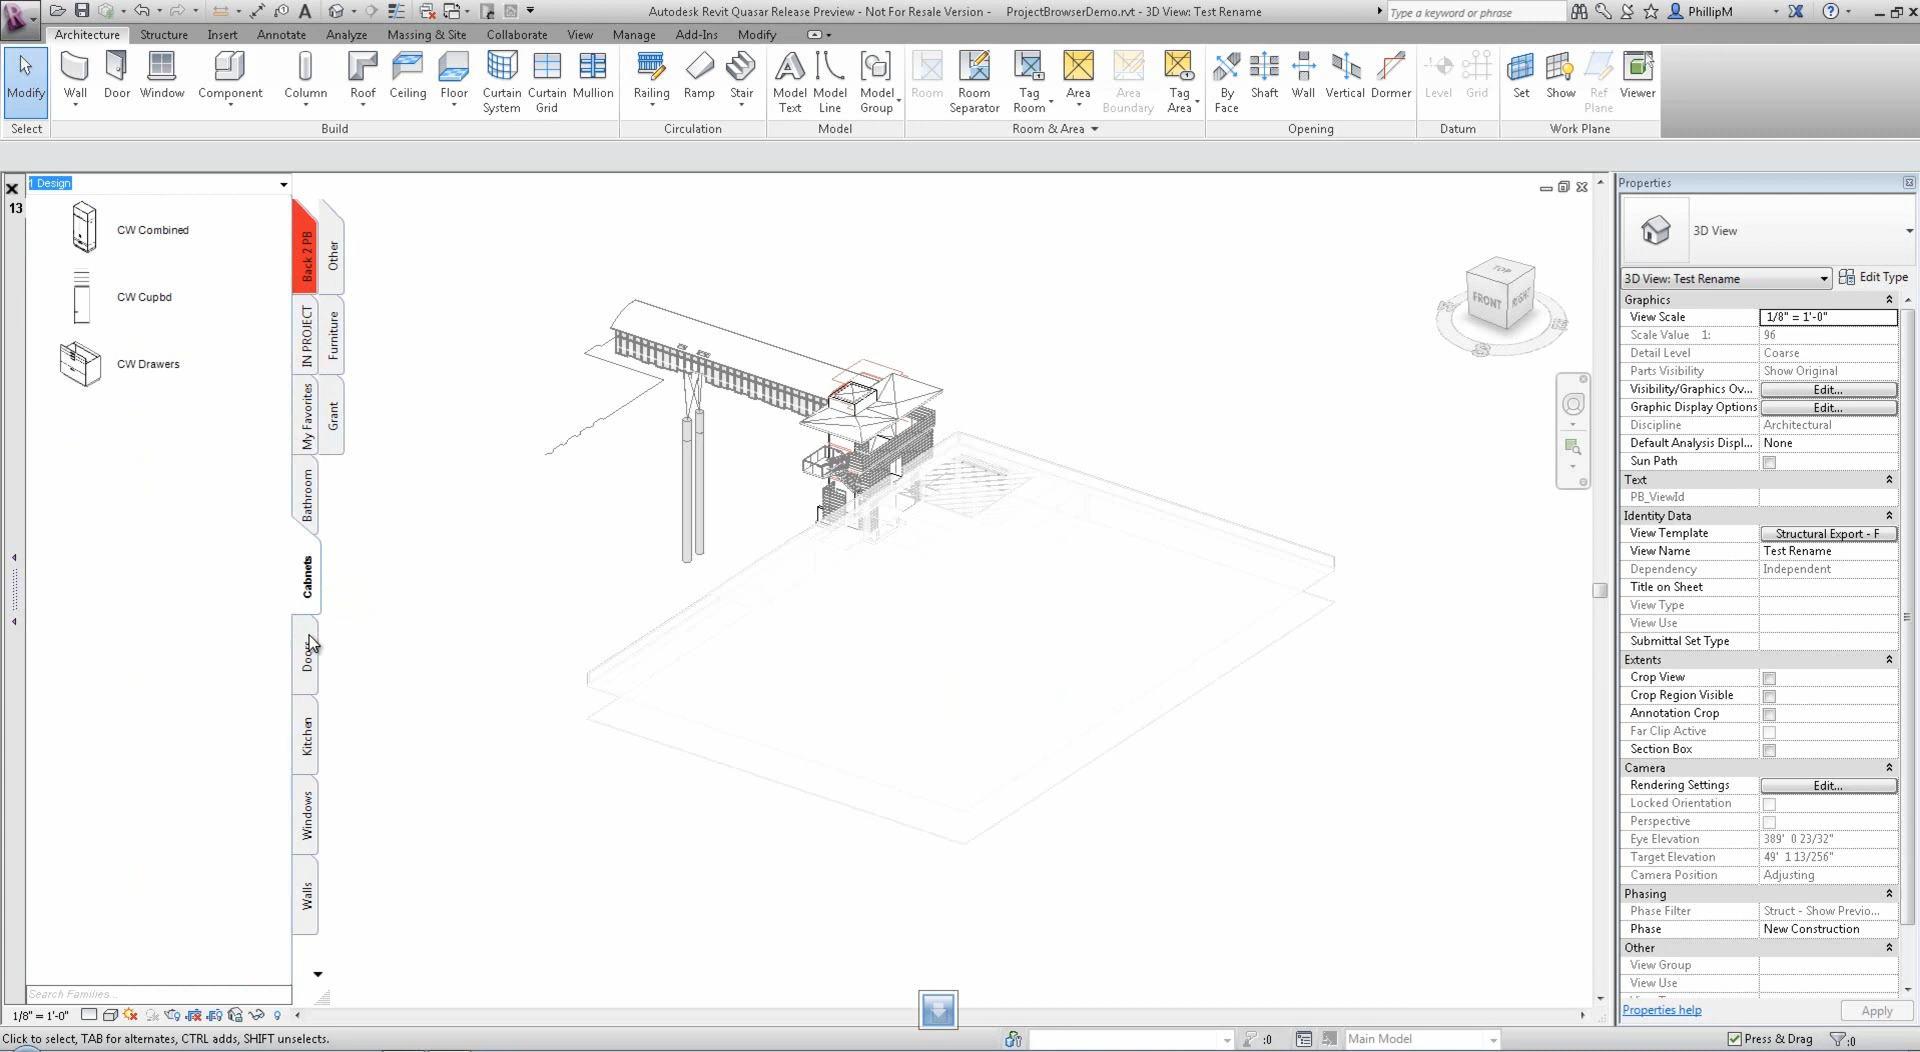 Autodesk Revit Quasar Release Preview - Not For Resale Version - ProjectBrowserDemo.rvt - 3D View: Test Rename
Type a keyword or phrase
PhillipM
Architecture Structure Insert Annotate Analyze Massing & Site Collaborate View Manage Add-Ins Modify
Modify
Wall
Door
Window
Component
Column
Roof
Ceiling
Floor
Curtain System
Curtain Grid
Mullion
Railing
Ramp
Stair
Model Text
Model Line
Model Group
Room
Room Separator
Tag Room
Area
Area Boundary
Tag Area
By Face
Shaft
Wall
Vertical
Dormer
Level
Grid
Set
Show
Ref Plane
Viewer
Select Build Circulation Model Room & Area Opening Datum Work Plane
13
1 Design
CW Combined
CW Cupbd
CW Drawers
Back 2 PB
Other
IN PROJECT
Furniture
My Favorites
Grant
Bathroom
Cabnets
Doors
Kitchen
Windows
Walls
Search Families...
TOP
FRONT
RIGHT
Properties
3D View
3D View: Test Rename
Edit Type
Graphics
View Scale 1/8" = 1'-0"
Scale Value 1: 96
Detail Level Coarse
Parts Visibility Show Original
Visibility/Graphics Ov... Edit...
Graphic Display Options Edit...
Discipline Architectural
Default Analysis Displ... None
Sun Path
Text
PB_ViewId
Identity Data
View Template Structural Export - F
View Name Test Rename
Dependency Independent
Title on Sheet
View Type
View Use
Submittal Set Type
Extents
Crop View
Crop Region Visible
Annotation Crop
Far Clip Active
Section Box
Camera
Rendering Settings Edit...
Locked Orientation
Perspective
Eye Elevation 389' 0 23/32"
Target Elevation 49' 1 13/256"
Camera Position Adjusting
Phasing
Phase Filter Struct - Show Previo...
Phase New Construction
Other
View Group
View Use
Properties help
Apply
1/8" = 1'-0"
Click to select, TAB for alternates, CTRL adds, SHIFT unselects.
:0
Main Model
Press & Drag
:0